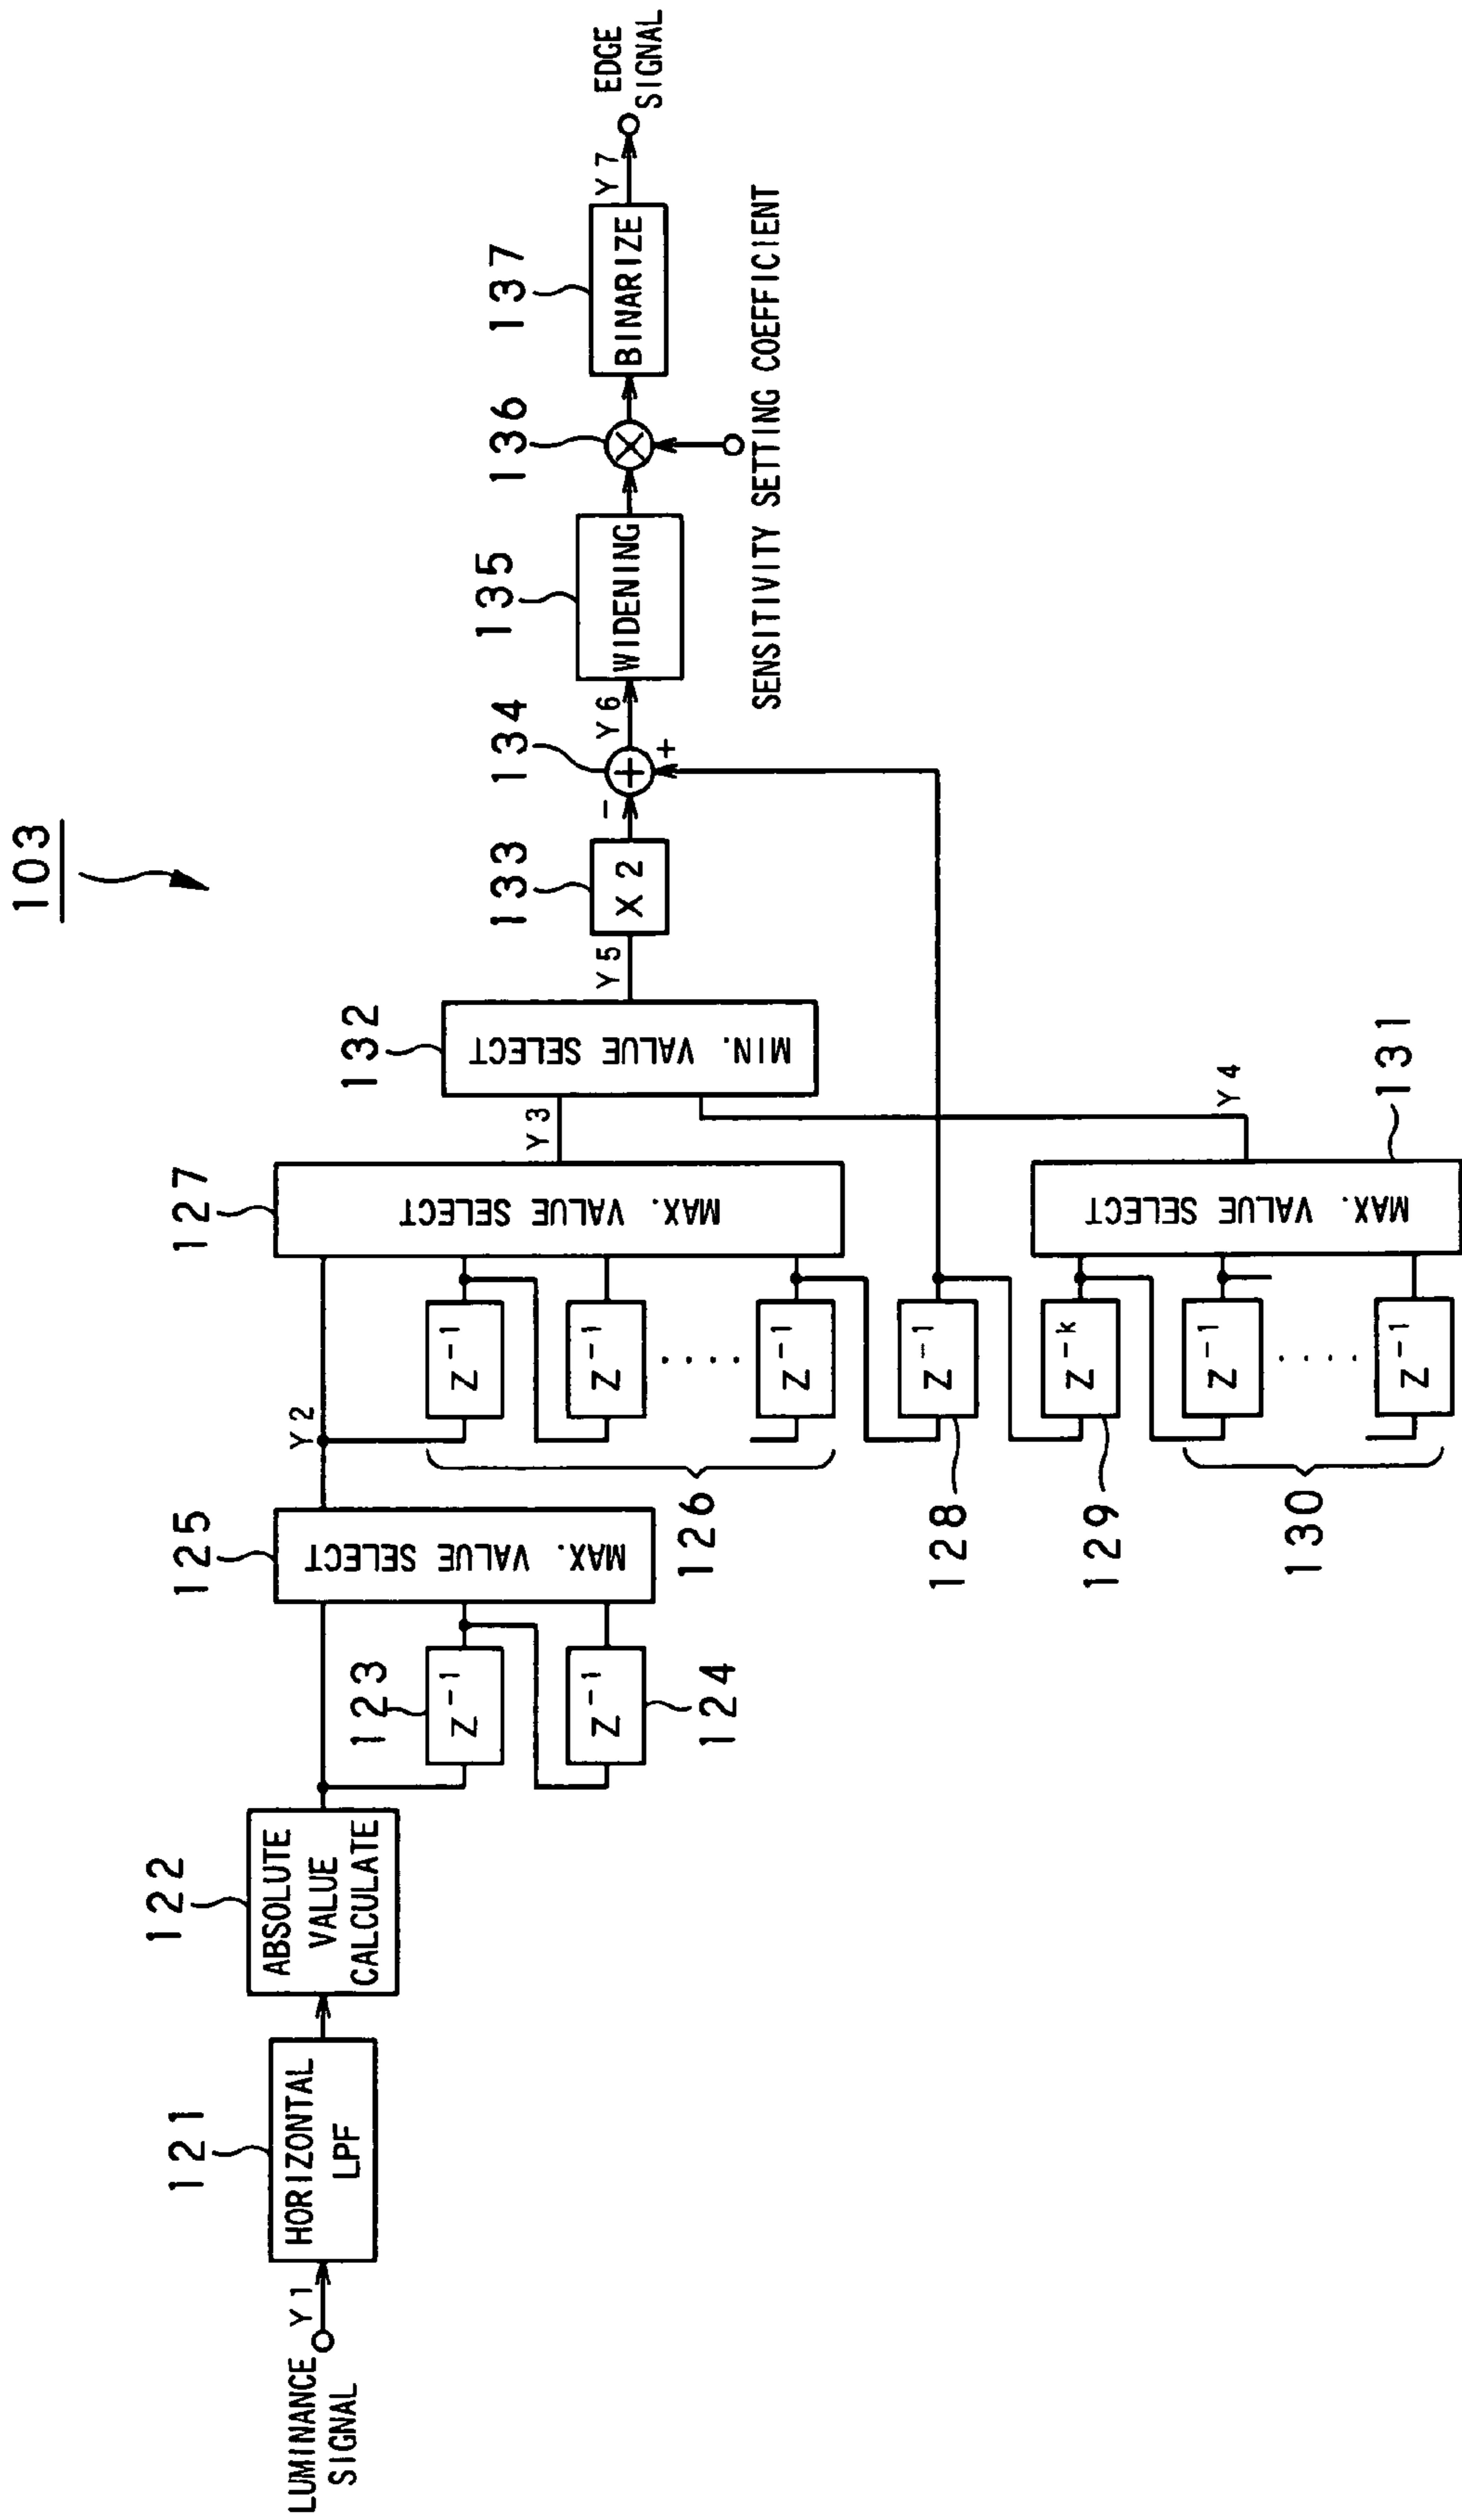 103
LUMINANCE
SIGNAL
Y1
121
HORIZONTAL
LPF
122
ABSOLUTE
VALUE
CALCULATE
123
Z⁻¹
124
Z⁻¹
125
MAX. VALUE SELECT
Y2
126
Z⁻¹
Z⁻¹
Z⁻¹
127
MAX. VALUE SELECT
Y3
128
Z⁻¹
129
Z⁻ᴷ
130
Z⁻¹
Z⁻¹
131
MAX. VALUE SELECT
Y4
132
MIN. VALUE SELECT
Y5
133
X2
−
134
+
+
Y6
135
WIDENING
136
SENSITIVITY SETTING COEFFICIENT
137
BINARIZE
Y7
EDGE
SIGNAL